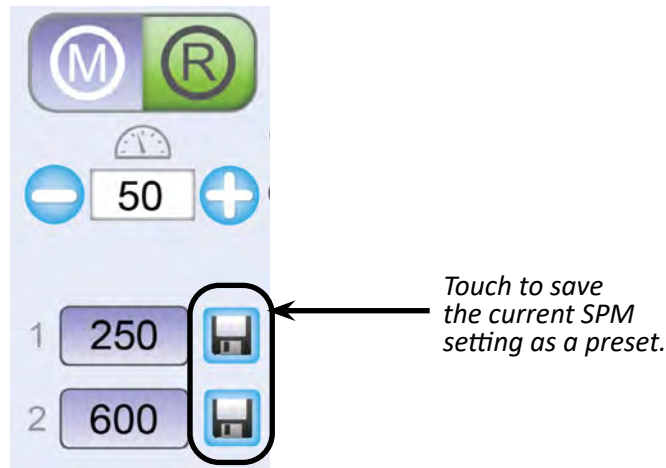 M R
50
1 250
2 600
Touch to save
the current SPM
setting as a preset.